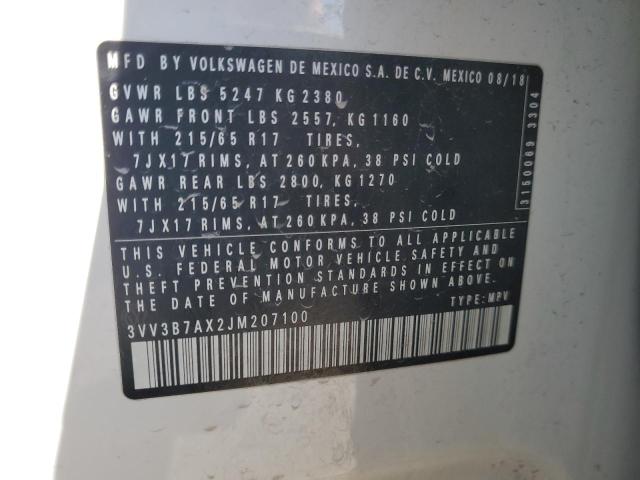 MFD BY VOLKSWAGEN DE MEXICO S.A. DE C.V. MEXICO 08/18
GVWR LBS 5247 KG 2380
GAWR FRONT LBS 2557, KG 1160
WITH 215/65 R17 TIRES,
7JX17 RIMS, AT 260 KPA, 38 PSI COLD
GAWR REAR LBS 2800, KG 1270
WITH 215/65 R17 TIRES,
7JX17 RIMS, AT 260 KPA, 38 PSI COLD
THIS VEHICLE CONFORMS TO ALL APPLICABLE
U.S. FEDERAL MOTOR VEHICLE SAFETY AND
THEFT PREVENTION STANDARDS IN EFFECT ON
THE DATE OF MANUFACTURE SHOWN ABOVE.
3VV3B7AX2JM207100 TYPE: MPV
3150069 3304